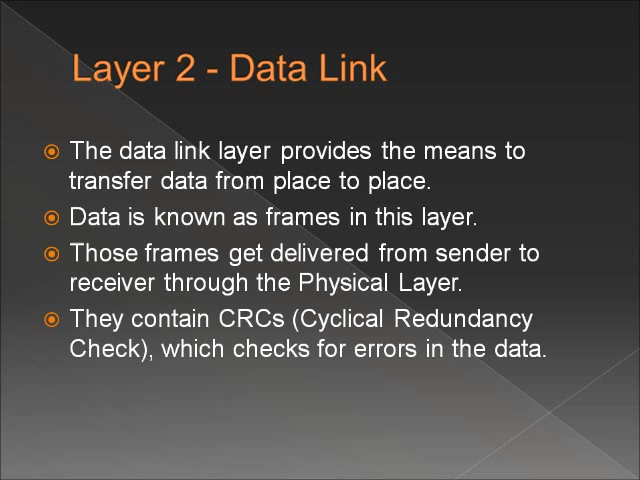 Layer 2 - Data Link
The data link layer provides the means to
transfer data from place to place.
Data is known as frames in this layer.
Those frames get delivered from sender to
receiver through the Physical Layer.
They contain CRCs (Cyclical Redundancy
Check), which checks for errors in the data.